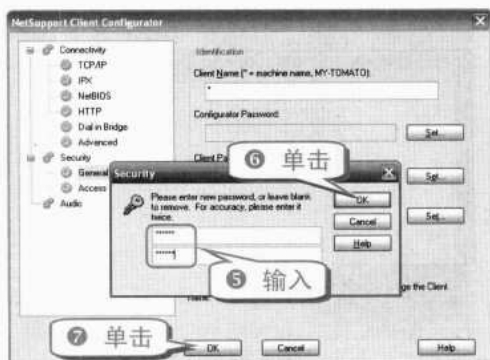 NetSupport Client Configurator
Connectivity
TCP/IP
IPX
NetBIOS
HTTP
Dial in Bridge
Advanced
Security
General
Access
Audio
Identification
Client Name (* = machine name, MY-TOMATO):
*
Configurator Password:
Set...
Client Pa
Set...
Set...
Security
Please enter new password, or leave blank to remove. For accuracy, please enter it twice.
******
******
OK
Cancel
Help
⑥ 单击
⑤ 输入
ge the Client
name.
⑦ 单击
OK
Cancel
Help